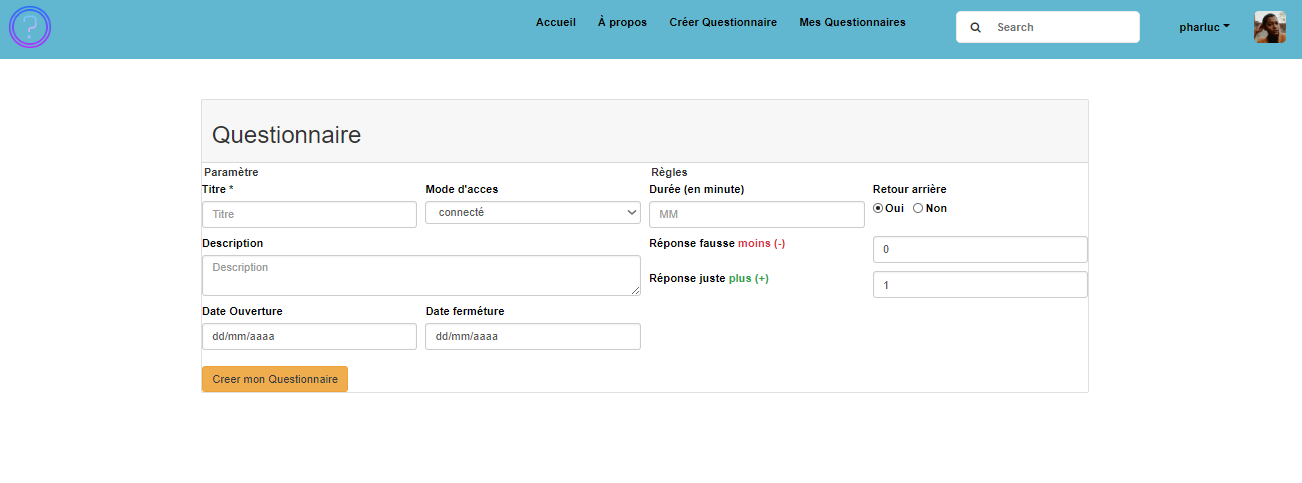 ?
Accueil À propos Créer Questionnaire Mes Questionnaires Search pharluc
Questionnaire
Paramètre
Règles
Titre * Mode d'acces Durée (en minute) Retour arrière
Titre connecté MM Oui Non
Description Réponse fausse moins (-) 0
Description Réponse juste plus (+) 1
Date Ouverture Date ferméture
dd/mm/aaaa dd/mm/aaaa
Creer mon Questionnaire